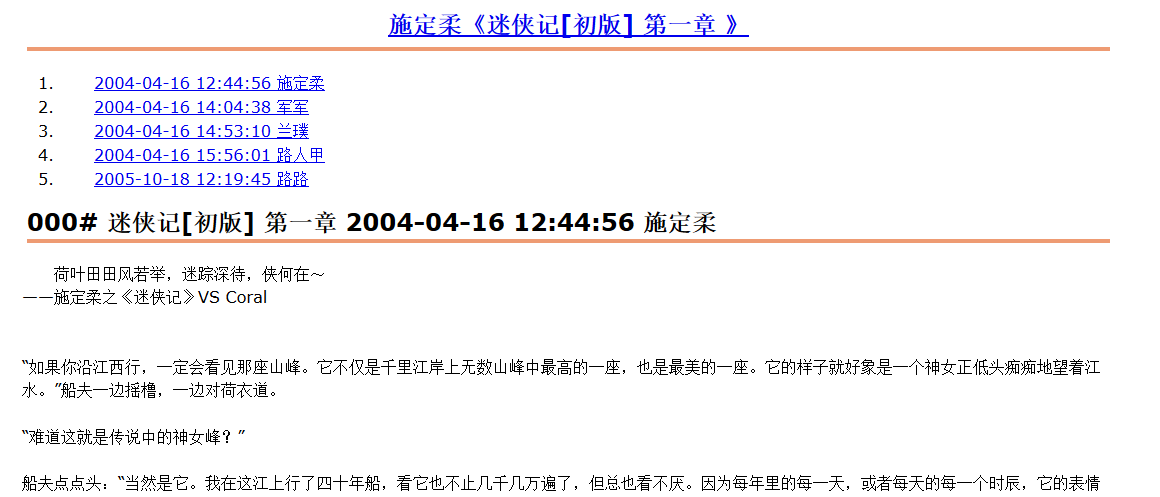 施定柔《迷侠记[初版] 第一章 》
1. 2004-04-16 12:44:56 施定柔
2. 2004-04-16 14:04:38 军军
3. 2004-04-16 14:53:10 兰璞
4. 2004-04-16 15:56:01 路人甲
5. 2005-10-18 12:19:45 路路
000# 迷侠记[初版] 第一章 2004-04-16 12:44:56 施定柔
荷叶田田风若举，迷踪深待，侠何在～
——施定柔之《迷侠记》VS Coral
“如果你沿江西行，一定会看见那座山峰。它不仅是千里江岸上无数山峰中最高的一座，也是最美的一座。它的样子就好象是一个神女正低头痴痴地望着江
水。”船夫一边摇橹，一边对荷衣道。
“难道这就是传说中的神女峰？”
船夫点点头：“当然是它。我在这江上行了四十年船，看它也不止几千几万遍了，但总也看不厌。因为每年里的每一天，或者每天的每一个时辰，它的表情